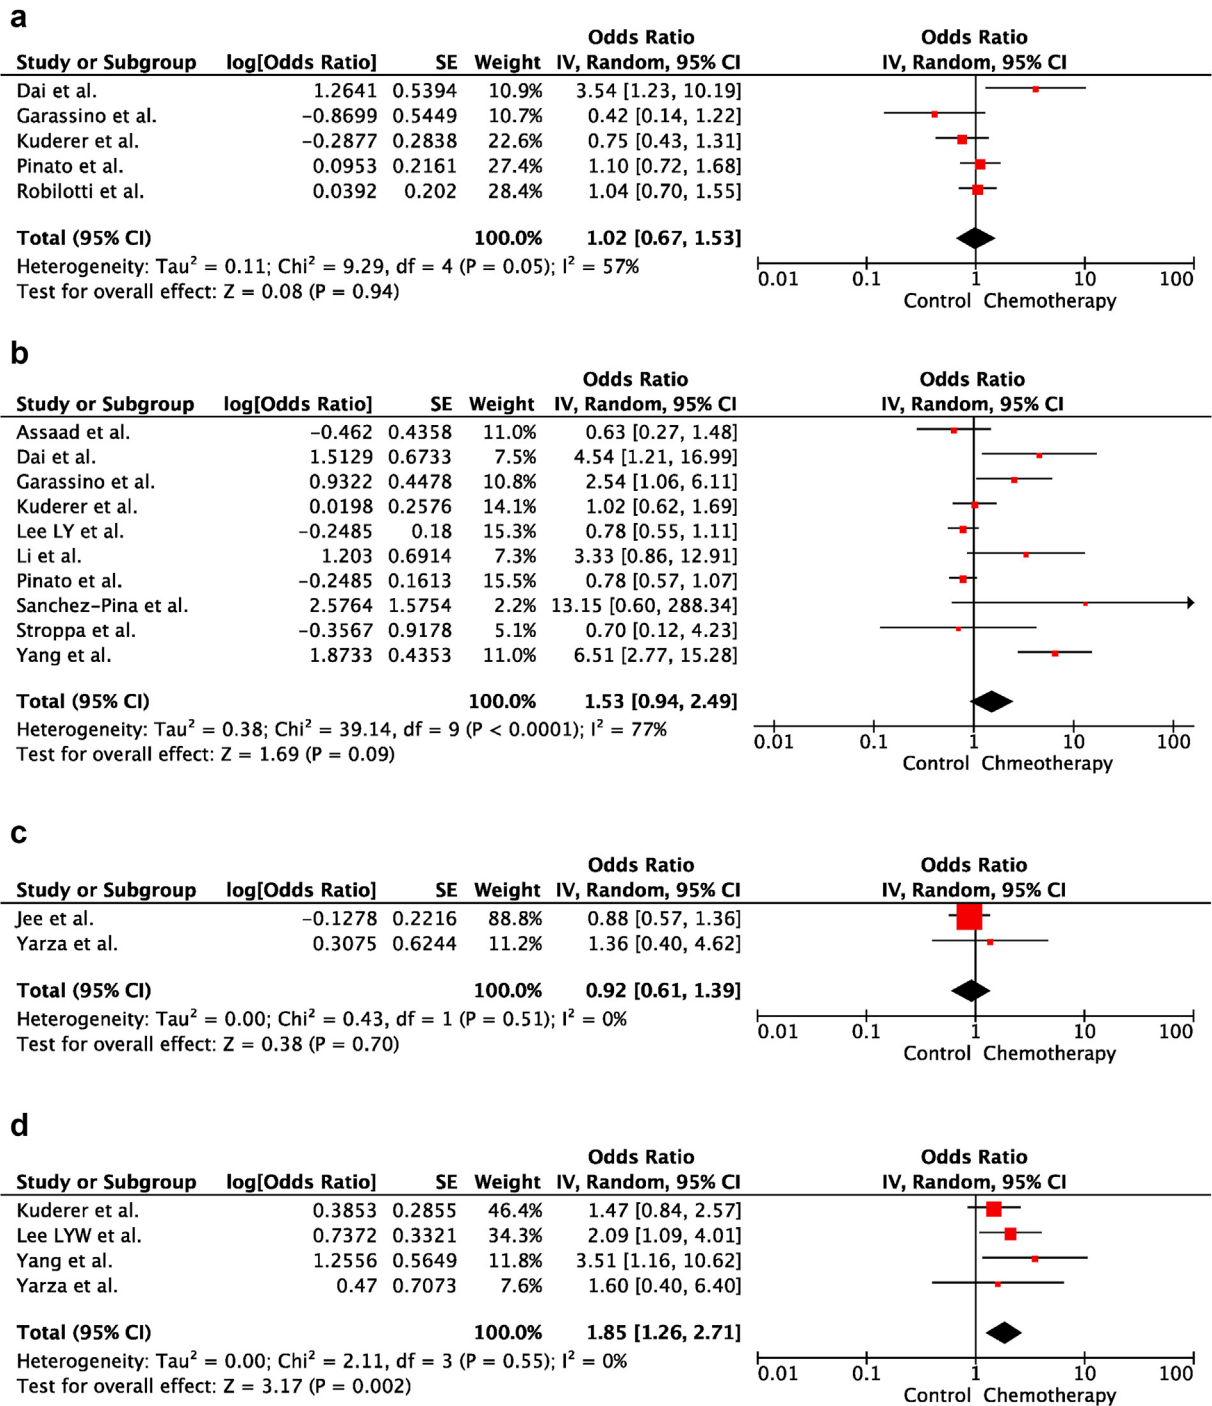 a
Odds Ratio Odds Ratio
Study or Subgroup log[Odds Ratio] SE Weight IV, Random, 95% CI IV, Random, 95% CI
Dai et al. 1.2641 0.5394 10.9% 3.54 [1.23, 10.19]
Garassino et al. −0.8699 0.5449 10.7% 0.42 [0.14, 1.22]
Kuderer et al. −0.2877 0.2838 22.6% 0.75 [0.43, 1.31]
Pinato et al. 0.0953 0.2161 27.4% 1.10 [0.72, 1.68]
Robilotti et al. 0.0392 0.202 28.4% 1.04 [0.70, 1.55]
Total (95% CI) 100.0% 1.02 [0.67, 1.53]
Heterogeneity: Tau² = 0.11; Chi² = 9.29, df = 4 (P = 0.05); I² = 57%
Test for overall effect: Z = 0.08 (P = 0.94)
0.01 0.1 1 10 100
Control Chemotherapy
b
Odds Ratio Odds Ratio
Study or Subgroup log[Odds Ratio] SE Weight IV, Random, 95% CI IV, Random, 95% CI
Assaad et al. −0.462 0.4358 11.0% 0.63 [0.27, 1.48]
Dai et al. 1.5129 0.6733 7.5% 4.54 [1.21, 16.99]
Garassino et al. 0.9322 0.4478 10.8% 2.54 [1.06, 6.11]
Kuderer et al. 0.0198 0.2576 14.1% 1.02 [0.62, 1.69]
Lee LY et al. −0.2485 0.18 15.3% 0.78 [0.55, 1.11]
Li et al. 1.203 0.6914 7.3% 3.33 [0.86, 12.91]
Pinato et al. −0.2485 0.1613 15.5% 0.78 [0.57, 1.07]
Sanchez−Pina et al. 2.5764 1.5754 2.2% 13.15 [0.60, 288.34]
Stroppa et al. −0.3567 0.9178 5.1% 0.70 [0.12, 4.23]
Yang et al. 1.8733 0.4353 11.0% 6.51 [2.77, 15.28]
Total (95% CI) 100.0% 1.53 [0.94, 2.49]
Heterogeneity: Tau² = 0.38; Chi² = 39.14, df = 9 (P < 0.0001); I² = 77%
Test for overall effect: Z = 1.69 (P = 0.09)
0.01 0.1 1 10 100
Control Chmeotherapy
c
Odds Ratio Odds Ratio
Study or Subgroup log[Odds Ratio] SE Weight IV, Random, 95% CI IV, Random, 95% CI
Jee et al. −0.1278 0.2216 88.8% 0.88 [0.57, 1.36]
Yarza et al. 0.3075 0.6244 11.2% 1.36 [0.40, 4.62]
Total (95% CI) 100.0% 0.92 [0.61, 1.39]
Heterogeneity: Tau² = 0.00; Chi² = 0.43, df = 1 (P = 0.51); I² = 0%
Test for overall effect: Z = 0.38 (P = 0.70)
0.01 0.1 1 10 100
Control Chemotherapy
d
Odds Ratio Odds Ratio
Study or Subgroup log[Odds Ratio] SE Weight IV, Random, 95% CI IV, Random, 95% CI
Kuderer et al. 0.3853 0.2855 46.4% 1.47 [0.84, 2.57]
Lee LYW et al. 0.7372 0.3321 34.3% 2.09 [1.09, 4.01]
Yang et al. 1.2556 0.5649 11.8% 3.51 [1.16, 10.62]
Yarza et al. 0.47 0.7073 7.6% 1.60 [0.40, 6.40]
Total (95% CI) 100.0% 1.85 [1.26, 2.71]
Heterogeneity: Tau² = 0.00; Chi² = 2.11, df = 3 (P = 0.55); I² = 0%
Test for overall effect: Z = 3.17 (P = 0.002)
0.01 0.1 1 10 100
Control Chemotherapy